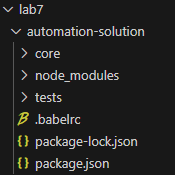 lab7
automation-solution
core
node_modules
tests
.babelrc
package-lock.json
package.json